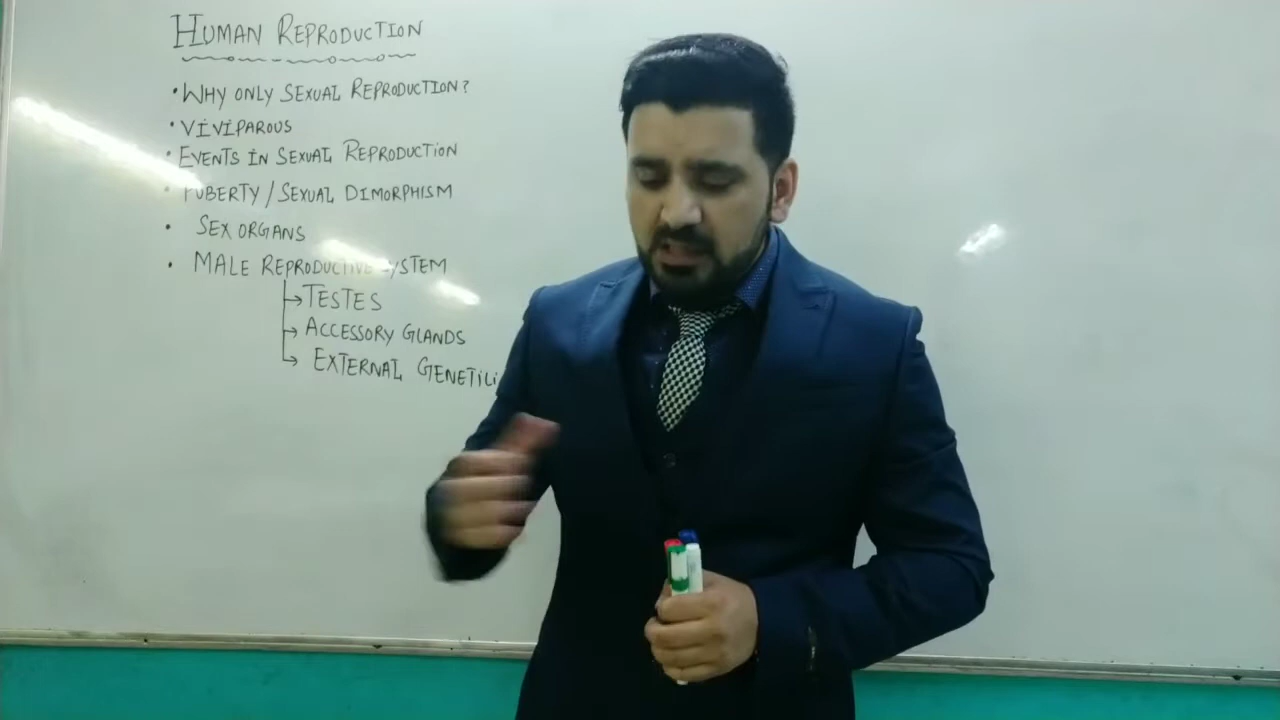 HUMAN REPRODUCTION
• WHY ONLY SEXUAL REPRODUCTION?
• VIVIPAROUS
• EVENTS IN SEXUAL REPRODUCTION
• PUBERTY / SEXUAL DIMORPHISM
• SEX ORGANS
• MALE REPRODUCTIVE SYSTEM
→ TESTES
→ ACCESSORY GLANDS
→ EXTERNAL GENETILI